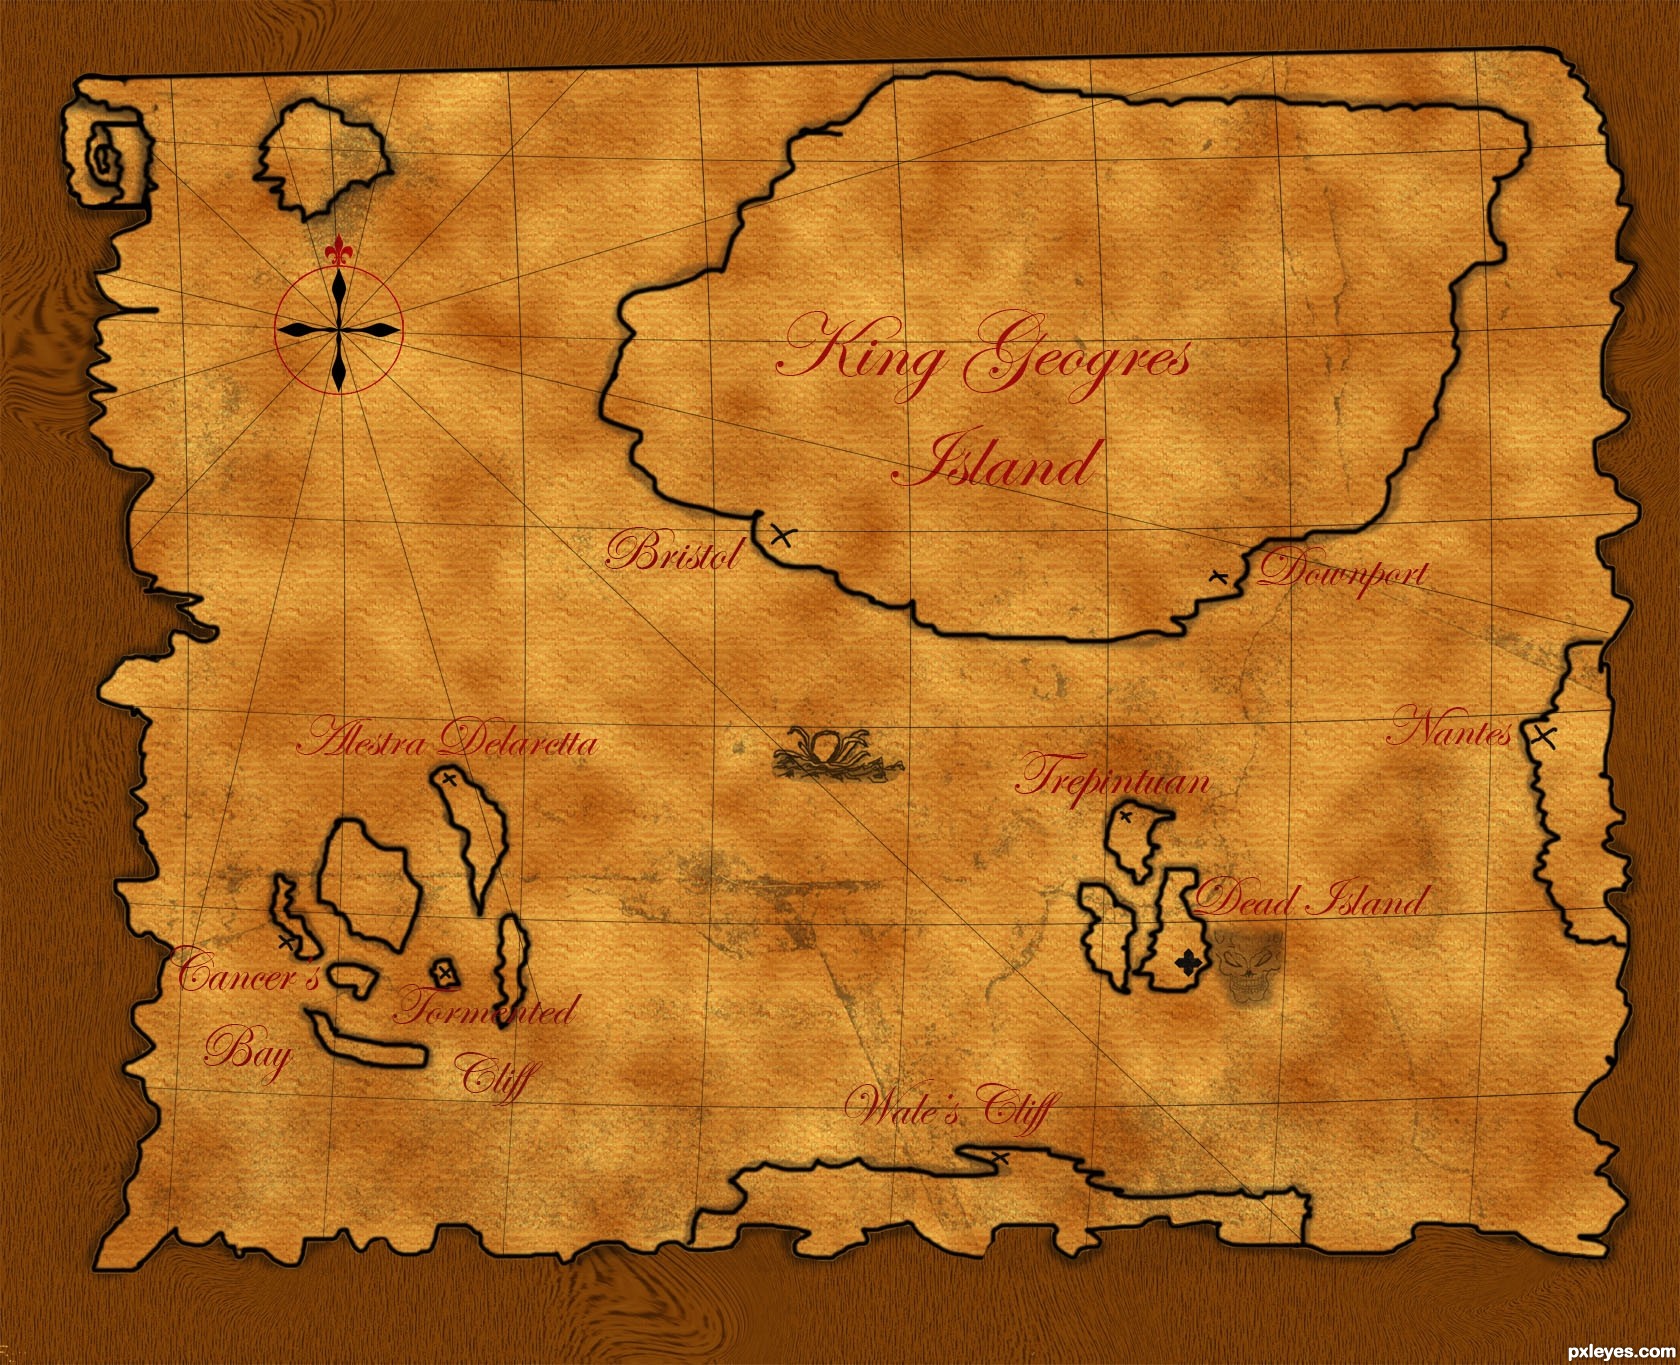 King Geogres
Island
Bristol
Downport
Nantes
Alestra Delaretta
Trepintuan
Dead Island
Cancer's
Bay
Tormented
Cliff
Wale's Cliff
pxleyes.com